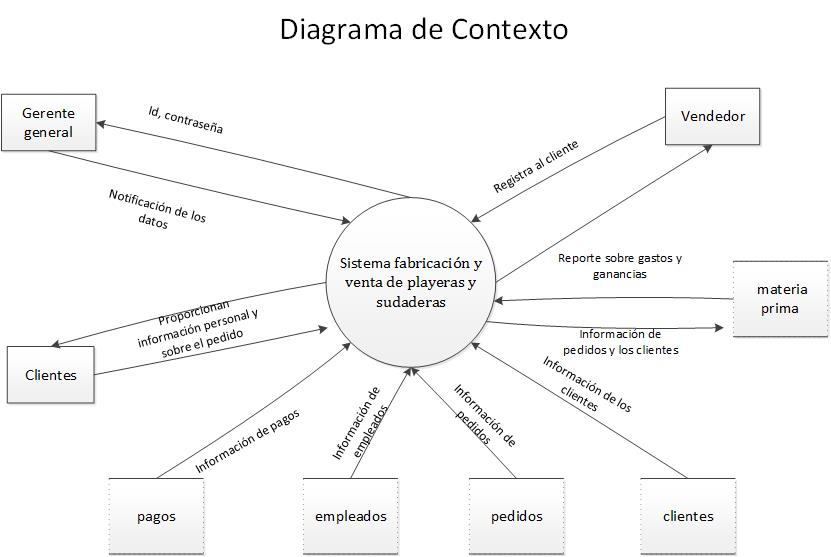 Diagrama de Contexto
Gerente
general
Id, contraseña
Vendedor
Registra al cliente
Notificación de los
datos
Sistema fabricación y
venta de playeras y
sudaderas
Reporte sobre gastos y
ganancias
materia
prima
Proporcionan
información personal y
sobre el pedido
Información de
pedidos y los clientes
Clientes
Información de pagos
Información de
empleados
Información de
pedidos
Información de los
clientes
pagos
empleados
pedidos
clientes